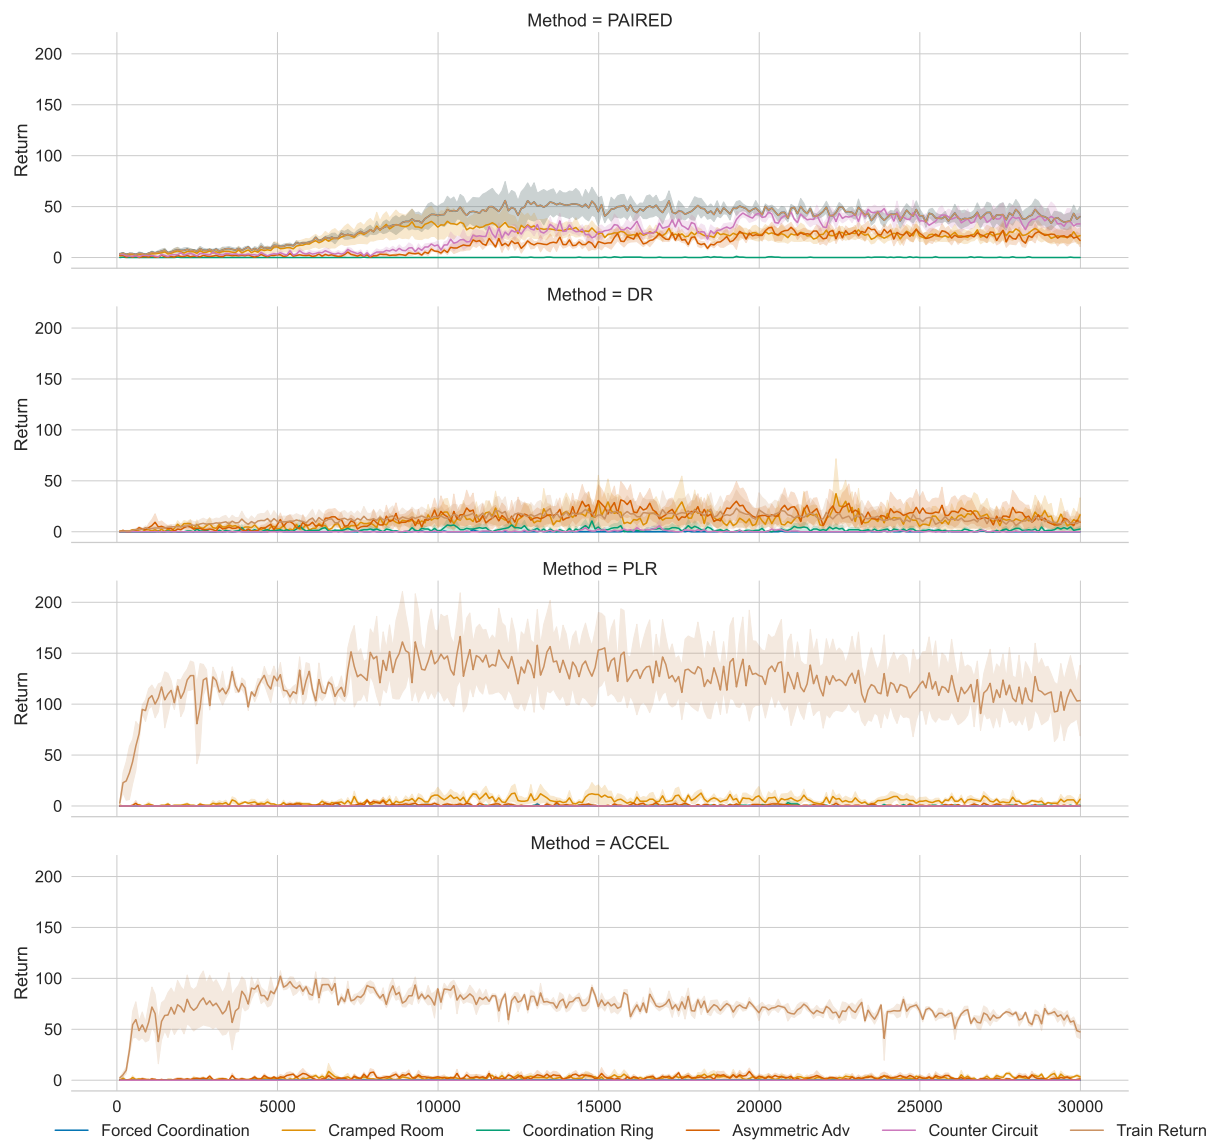 Method = PAIRED
200
150
100
50
0
Return
Method = DR
200
150
100
50
0
Return
Method = PLR
200
150
100
50
0
Return
Method = ACCEL
200
150
100
50
0
Return
0 5000 10000 15000 20000 25000 30000
Forced Coordination Cramped Room Coordination Ring Asymmetric Adv Counter Circuit Train Return